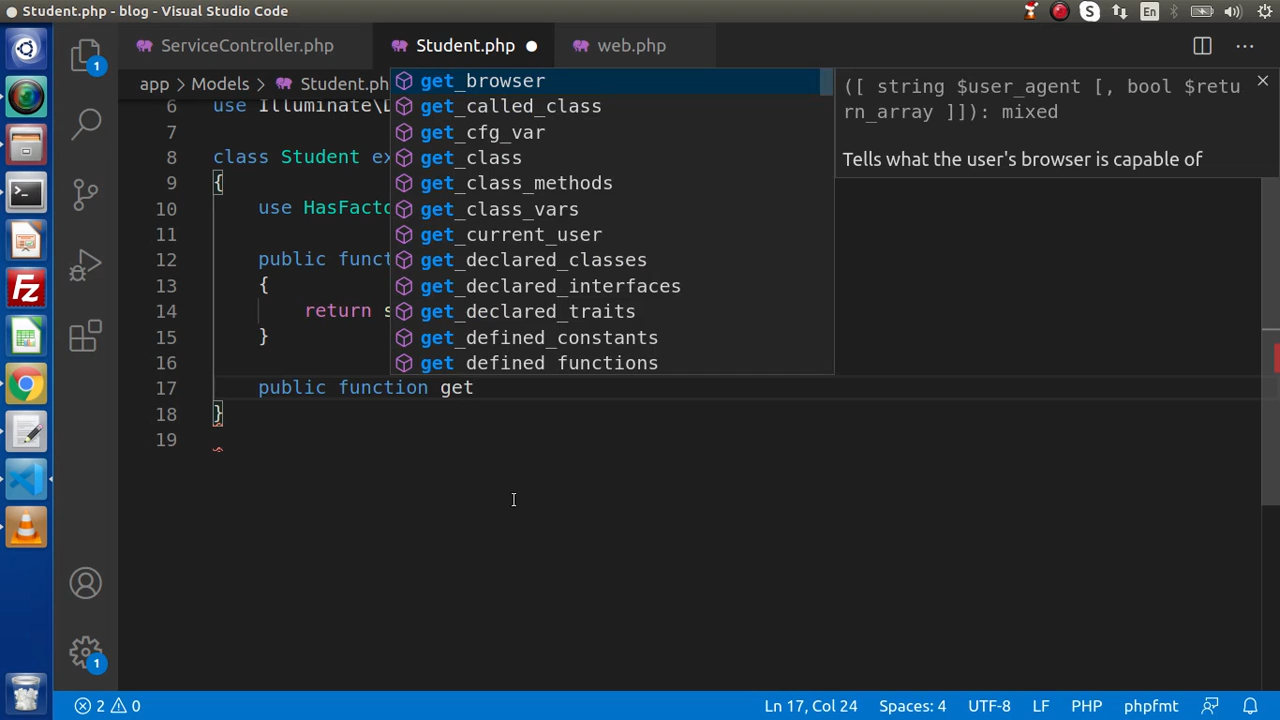 Student.php - blog - Visual Studio Code
En
ServiceController.php
Student.php
web.php
app > Models > Student.ph
6 use Illuminate\D
7
8 class Student ex
9 {
10 use HasFacto
11
12 public funct
13 {
14 return s
15 }
16
17 public function get
18 }
19
get_browser
get_called_class
get_cfg_var
get_class
get_class_methods
get_class_vars
get_current_user
get_declared_classes
get_declared_interfaces
get_declared_traits
get_defined_constants
get_defined_functions
([ string $user_agent [, bool $retu
rn_array ]]): mixed
Tells what the user's browser is capable of
1
1
2 0
Ln 17, Col 24
Spaces: 4
UTF-8
LF
PHP
phpfmt